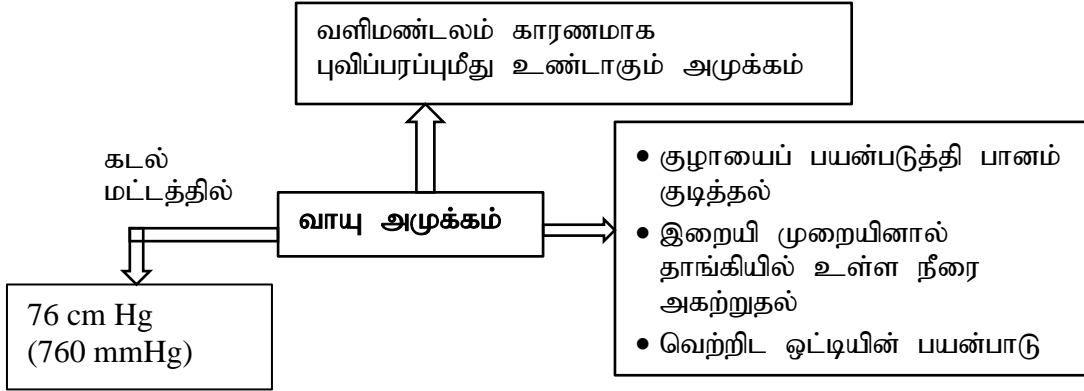 வளிமண்டலம் காரணமாக
புவிப்பரப்புமீது உண்டாகும் அமுக்கம்
கடல்
மட்டத்தில்
வாயு அமுக்கம்
• குழாயைப் பயன்படுத்தி பானம்
குடித்தல்
• இறையி முறையினால்
தாங்கியில் உள்ள நீரை
அகற்றுதல்
• வெற்றிட ஒட்டியின் பயன்பாடு
76 cm Hg
(760 mmHg)